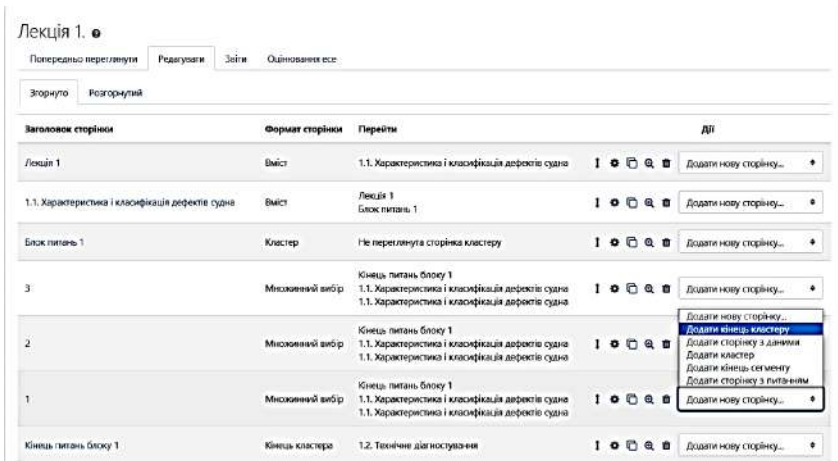 Лекція 1.
Попередньо переглянути Редагувати Звіти Оцінювання есе
Згорнуто Розгорнутий
Заголовок сторінки Формат сторінки Перейти Дії
Лекція 1 Вміст 1.1. Характеристика і класифікація дефектів судна Додати нову сторінку...
1.1. Характеристика і класифікація дефектів судна Вміст Лекція 1
Блок питань 1 Додати нову сторінку...
Блок питань 1 Кластер Не переглянута сторінка кластеру Додати нову сторінку...
3 Множинний вибір Кінець питань блоку 1
1.1. Характеристика і класифікація дефектів судна Додати нову сторінку...
1.1. Характеристика і класифікація дефектів судна
2 Множинний вибір Кінець питань блоку 1
1.1. Характеристика і класифікація дефектів судна
1.1. Характеристика і класифікація дефектів судна
Додати нову сторінку...
Додати кінець кластеру
Додати сторінку з даними
Додати кластер
Додати кінець сегменту
Додати сторінку з питанням
1 Множинний вибір Кінець питань блоку 1
1.1. Характеристика і класифікація дефектів судна Додати нову сторінку...
1.1. Характеристика і класифікація дефектів судна
Кінець питань блоку 1 Кінець кластера 1.2. Технічне діагностування Додати нову сторінку...